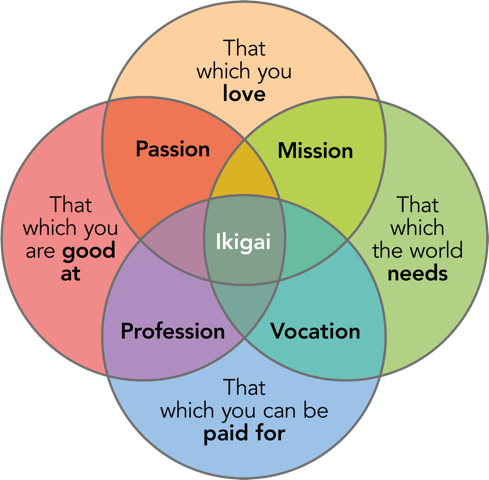 That
which you
love
Passion
Mission
That
which you
are good
at
That
which
the world
needs
Ikigai
Profession
Vocation
That
which you can be
paid for